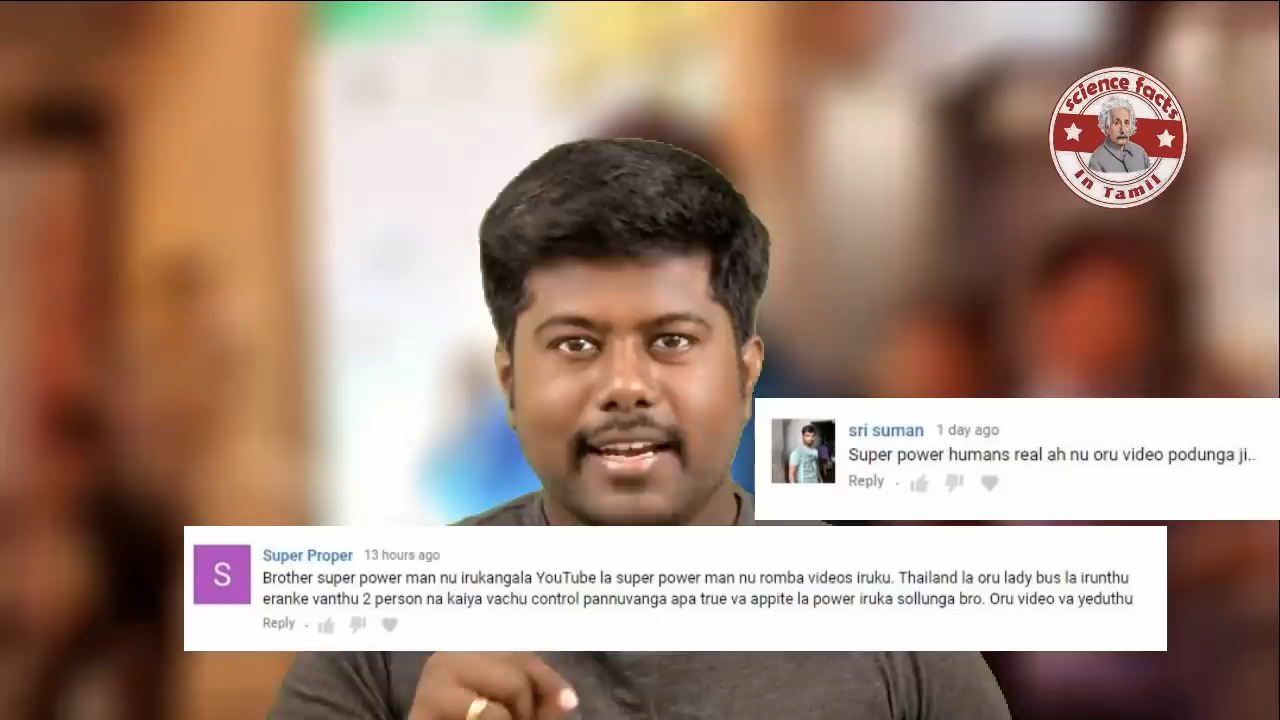 science facts
in Tamil
sri suman 1 day ago
Super power humans real ah nu oru video podunga ji..
Reply
S
Super Proper 13 hours ago
Brother super power man nu irukangala YouTube la super power man nu romba videos iruku. Thailand la oru lady bus la irunthu
eranke vanthu 2 person na kaiya vachu control pannuvanga apa true va appite la power iruka sollunga bro. Oru video va yeduthu
Reply